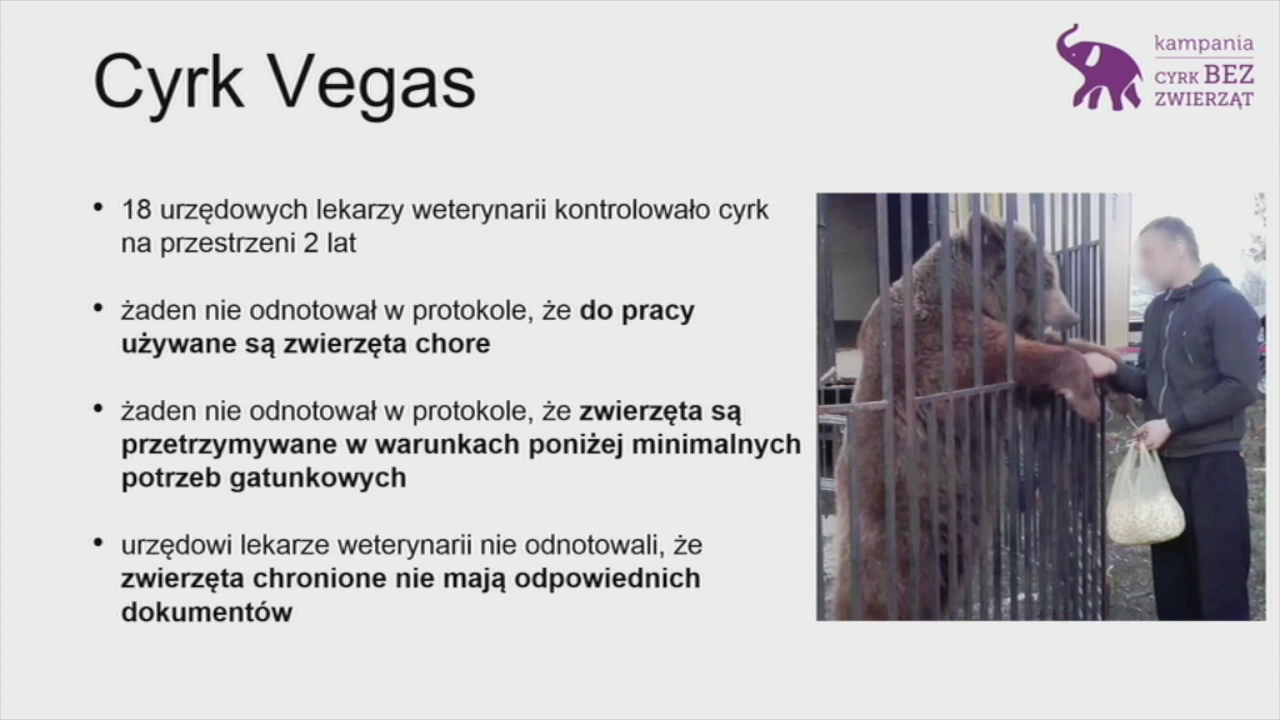 Cyrk Vegas
kampania
CYRK BEZ
ZWIERZĄT
• 18 urzędowych lekarzy weterynarii kontrolowało cyrk
na przestrzeni 2 lat
• żaden nie odnotował w protokole, że do pracy
używane są zwierzęta chore
• żaden nie odnotował w protokole, że zwierzęta są
przetrzymywane w warunkach poniżej minimalnych
potrzeb gatunkowych
• urzędowi lekarze weterynarii nie odnotowali, że
zwierzęta chronione nie mają odpowiednich
dokumentów